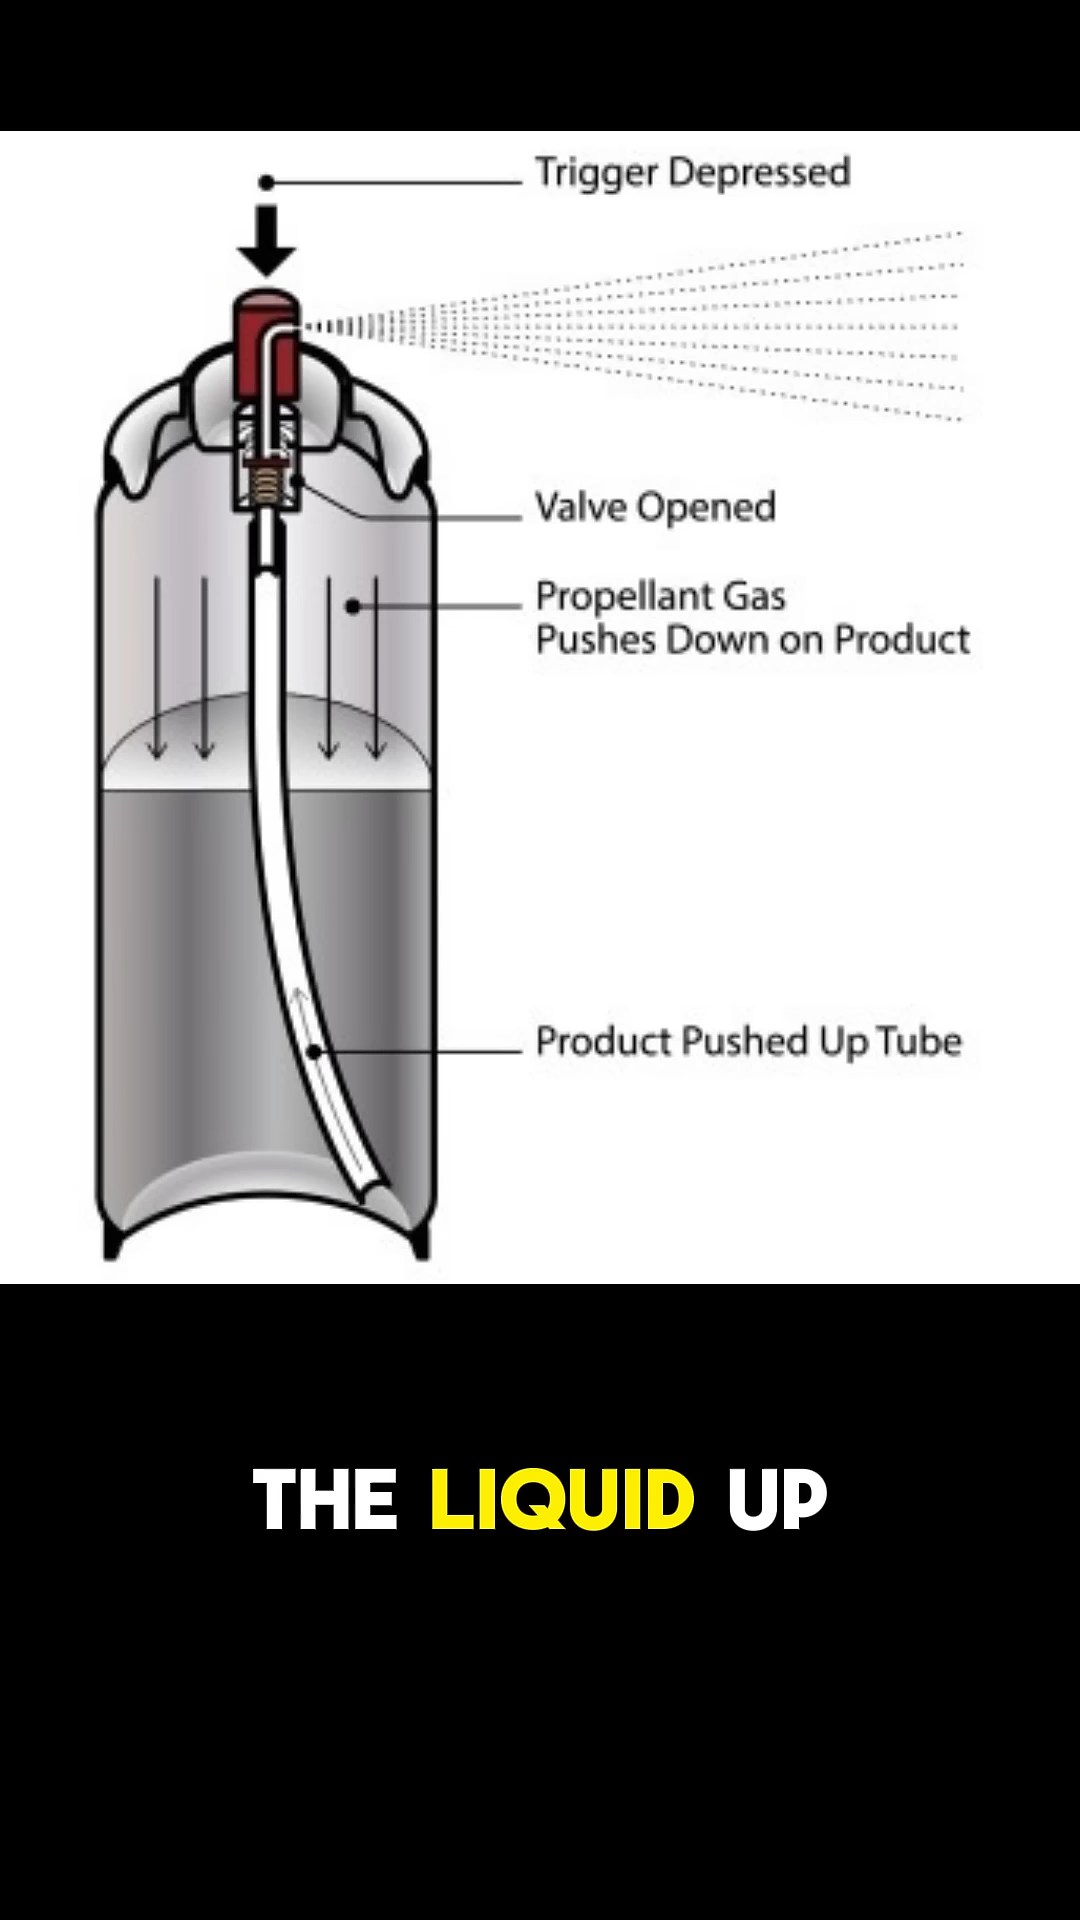 Trigger Depressed
Valve Opened
Propellant Gas
Pushes Down on Product
Product Pushed Up Tube
THE LIQUID UP